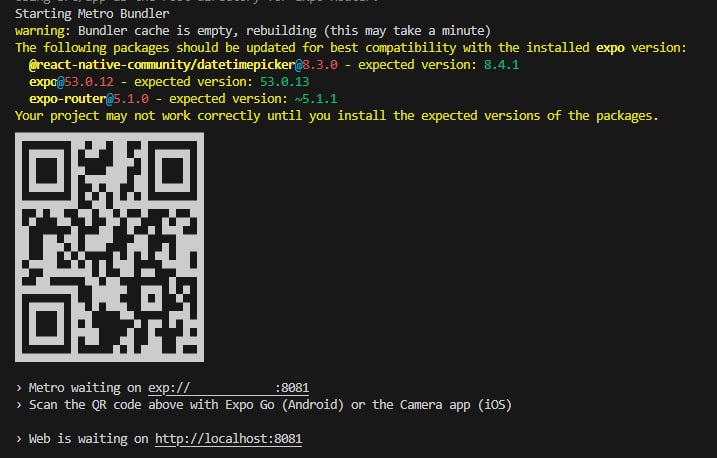 Starting Metro Bundler
warning: Bundler cache is empty, rebuilding (this may take a minute)
The following packages should be updated for best compatibility with the installed expo version:
@react-native-community/datetimepicker@8.3.0 - expected version: 8.4.1
expo@53.0.12 - expected version: 53.0.13
expo-router@5.1.0 - expected version: ~5.1.1
Your project may not work correctly until you install the expected versions of the packages.
› Metro waiting on exp:// :8081
› Scan the QR code above with Expo Go (Android) or the Camera app (iOS)
› Web is waiting on http://localhost:8081